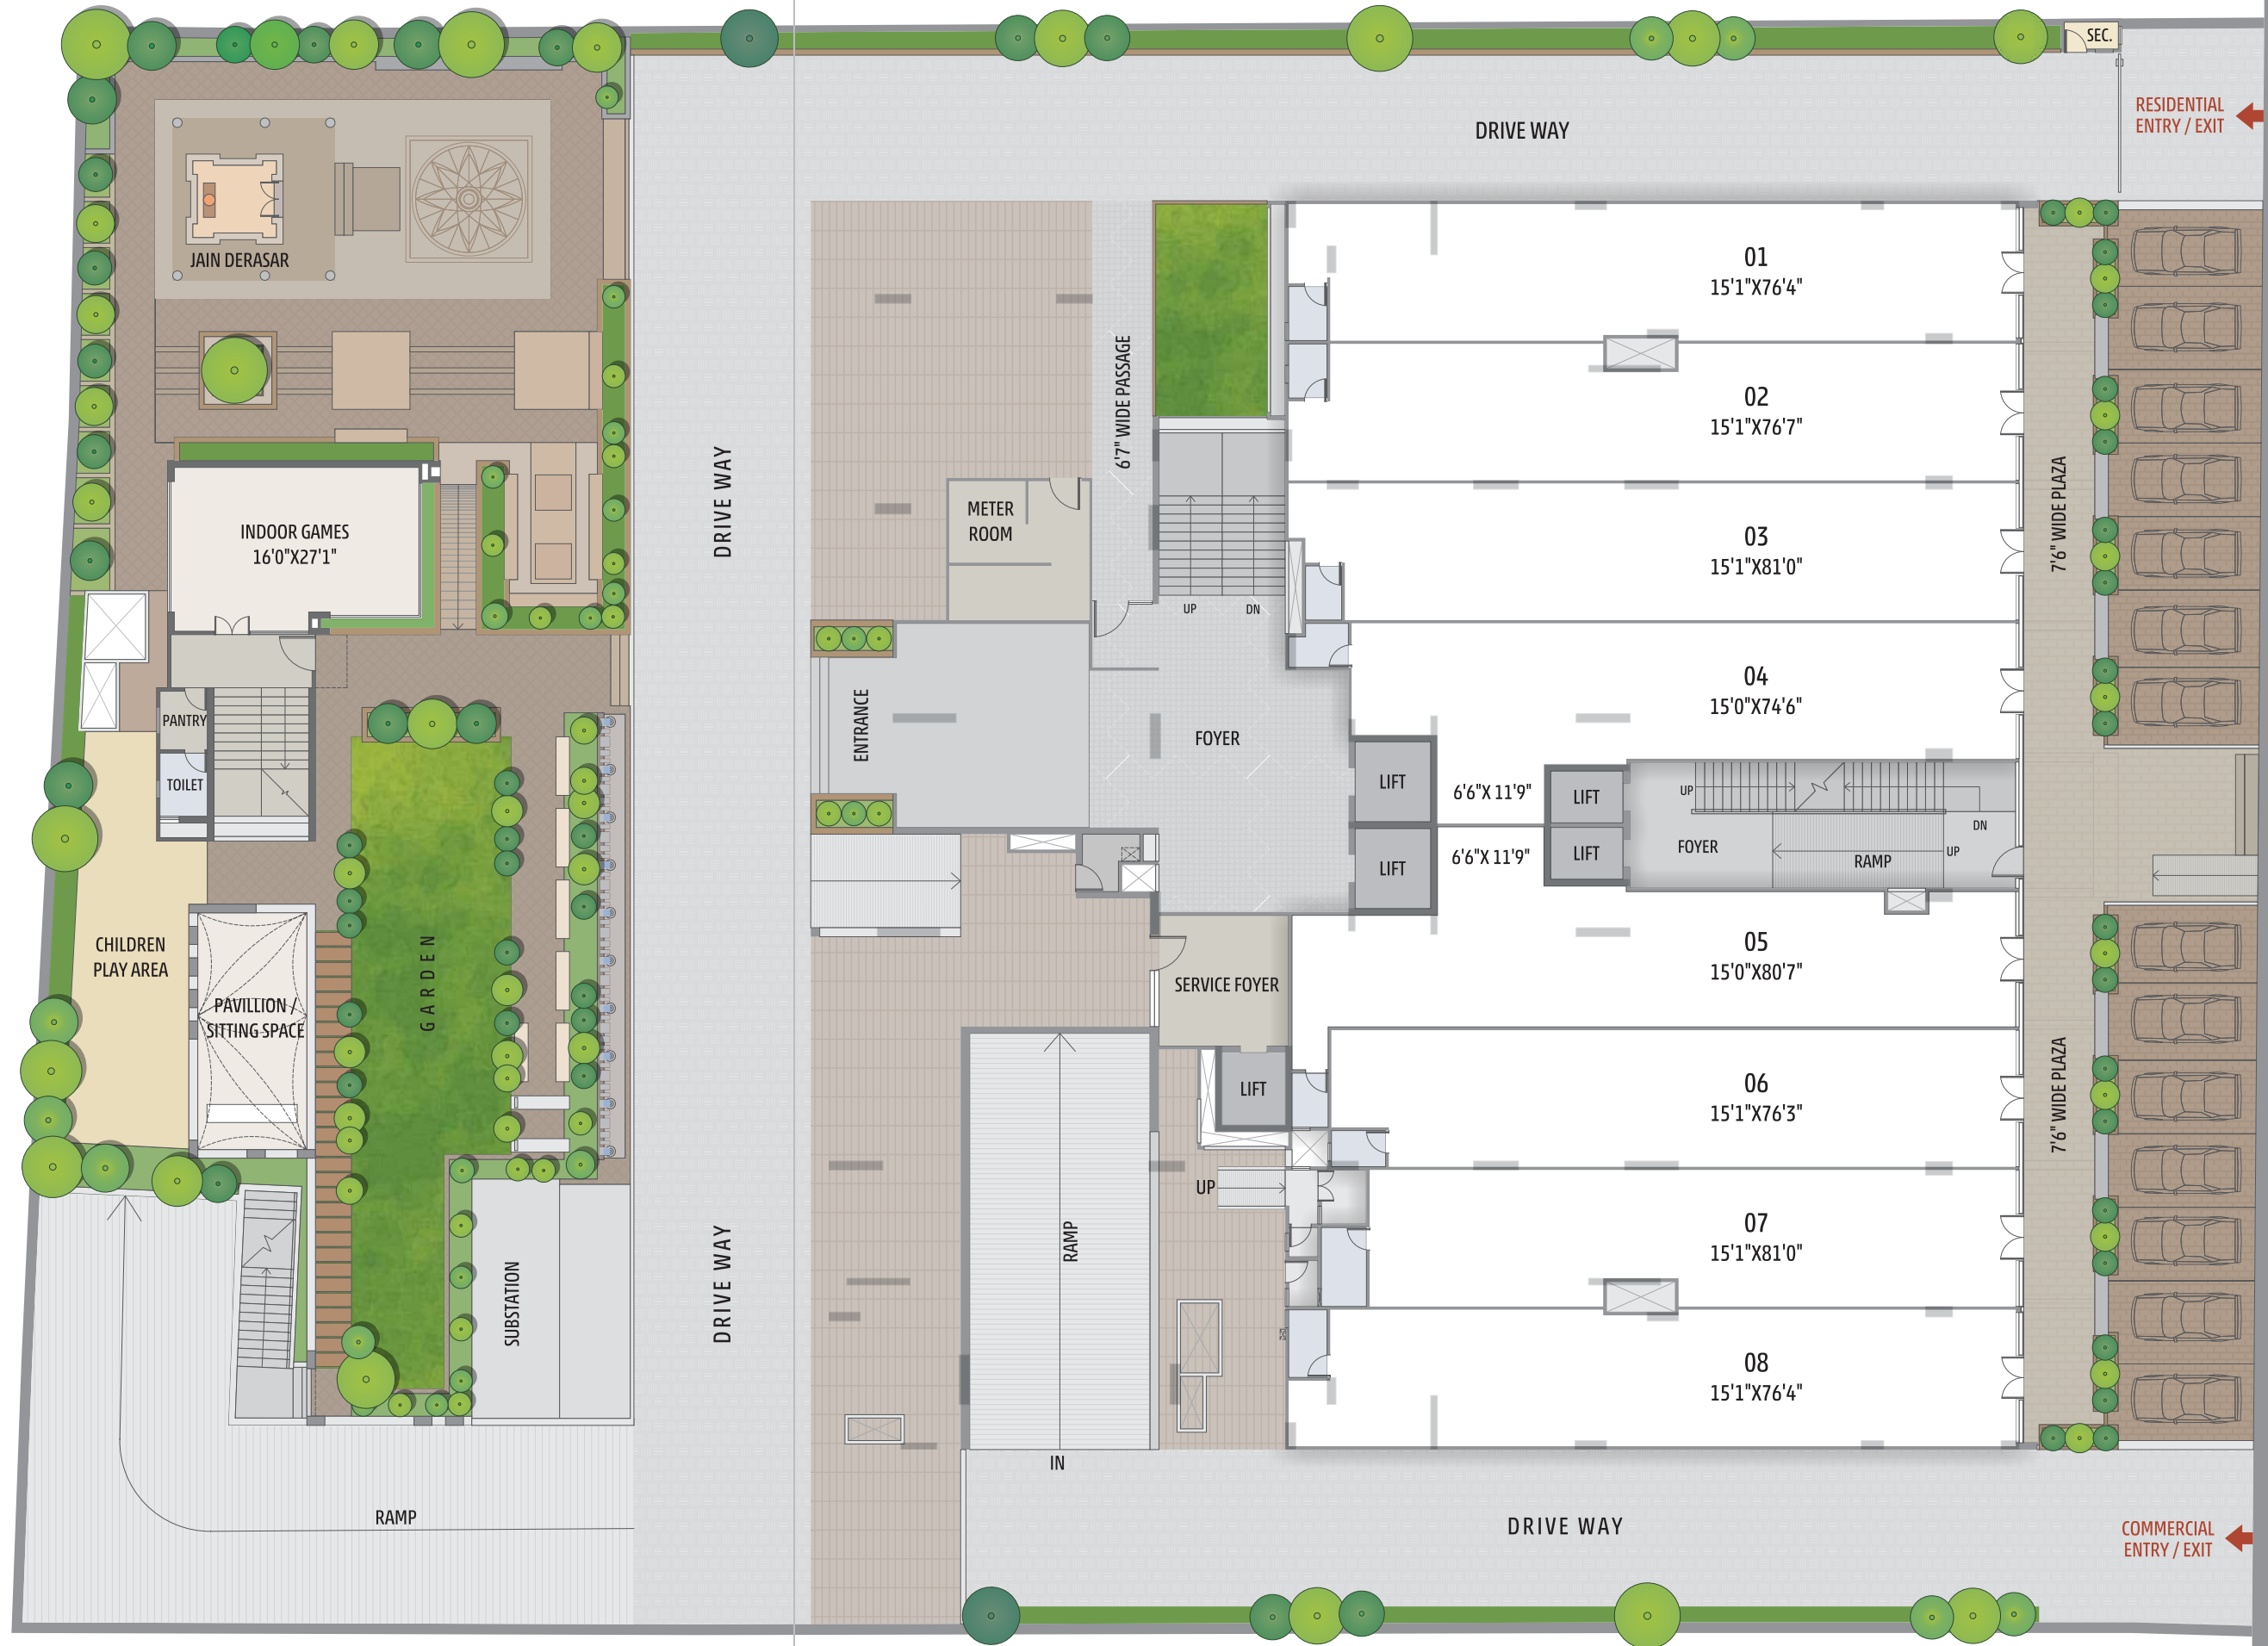 SEC.
RESIDENTIAL
ENTRY / EXIT
DRIVE WAY
JAIN DERASAR
01
15'1"X76'4"
6'7" WIDE PASSAGE
02
15'1"X76'7"
DRIVE WAY
METER
ROOM
INDOOR GAMES
16'0"X27'1"
03
15'1"X81'0"
7'6" WIDE PLAZA
UP
DN
04
15'0"X74'6"
PANTRY
ENTRANCE
FOYER
TOILET
LIFT
6'6"X 11'9"
LIFT
UP
DN
LIFT
6'6"X 11'9"
LIFT
FOYER
RAMP
UP
CHILDREN
PLAY AREA
GARDEN
05
15'0"X80'7"
SERVICE FOYER
PAVILLION /
SITTING SPACE
LIFT
06
15'1"X76'3"
7'6" WIDE PLAZA
UP
RAMP
07
15'1"X81'0"
SUBSTATION
DRIVE WAY
08
15'1"X76'4"
IN
RAMP
DRIVE WAY
COMMERCIAL
ENTRY / EXIT